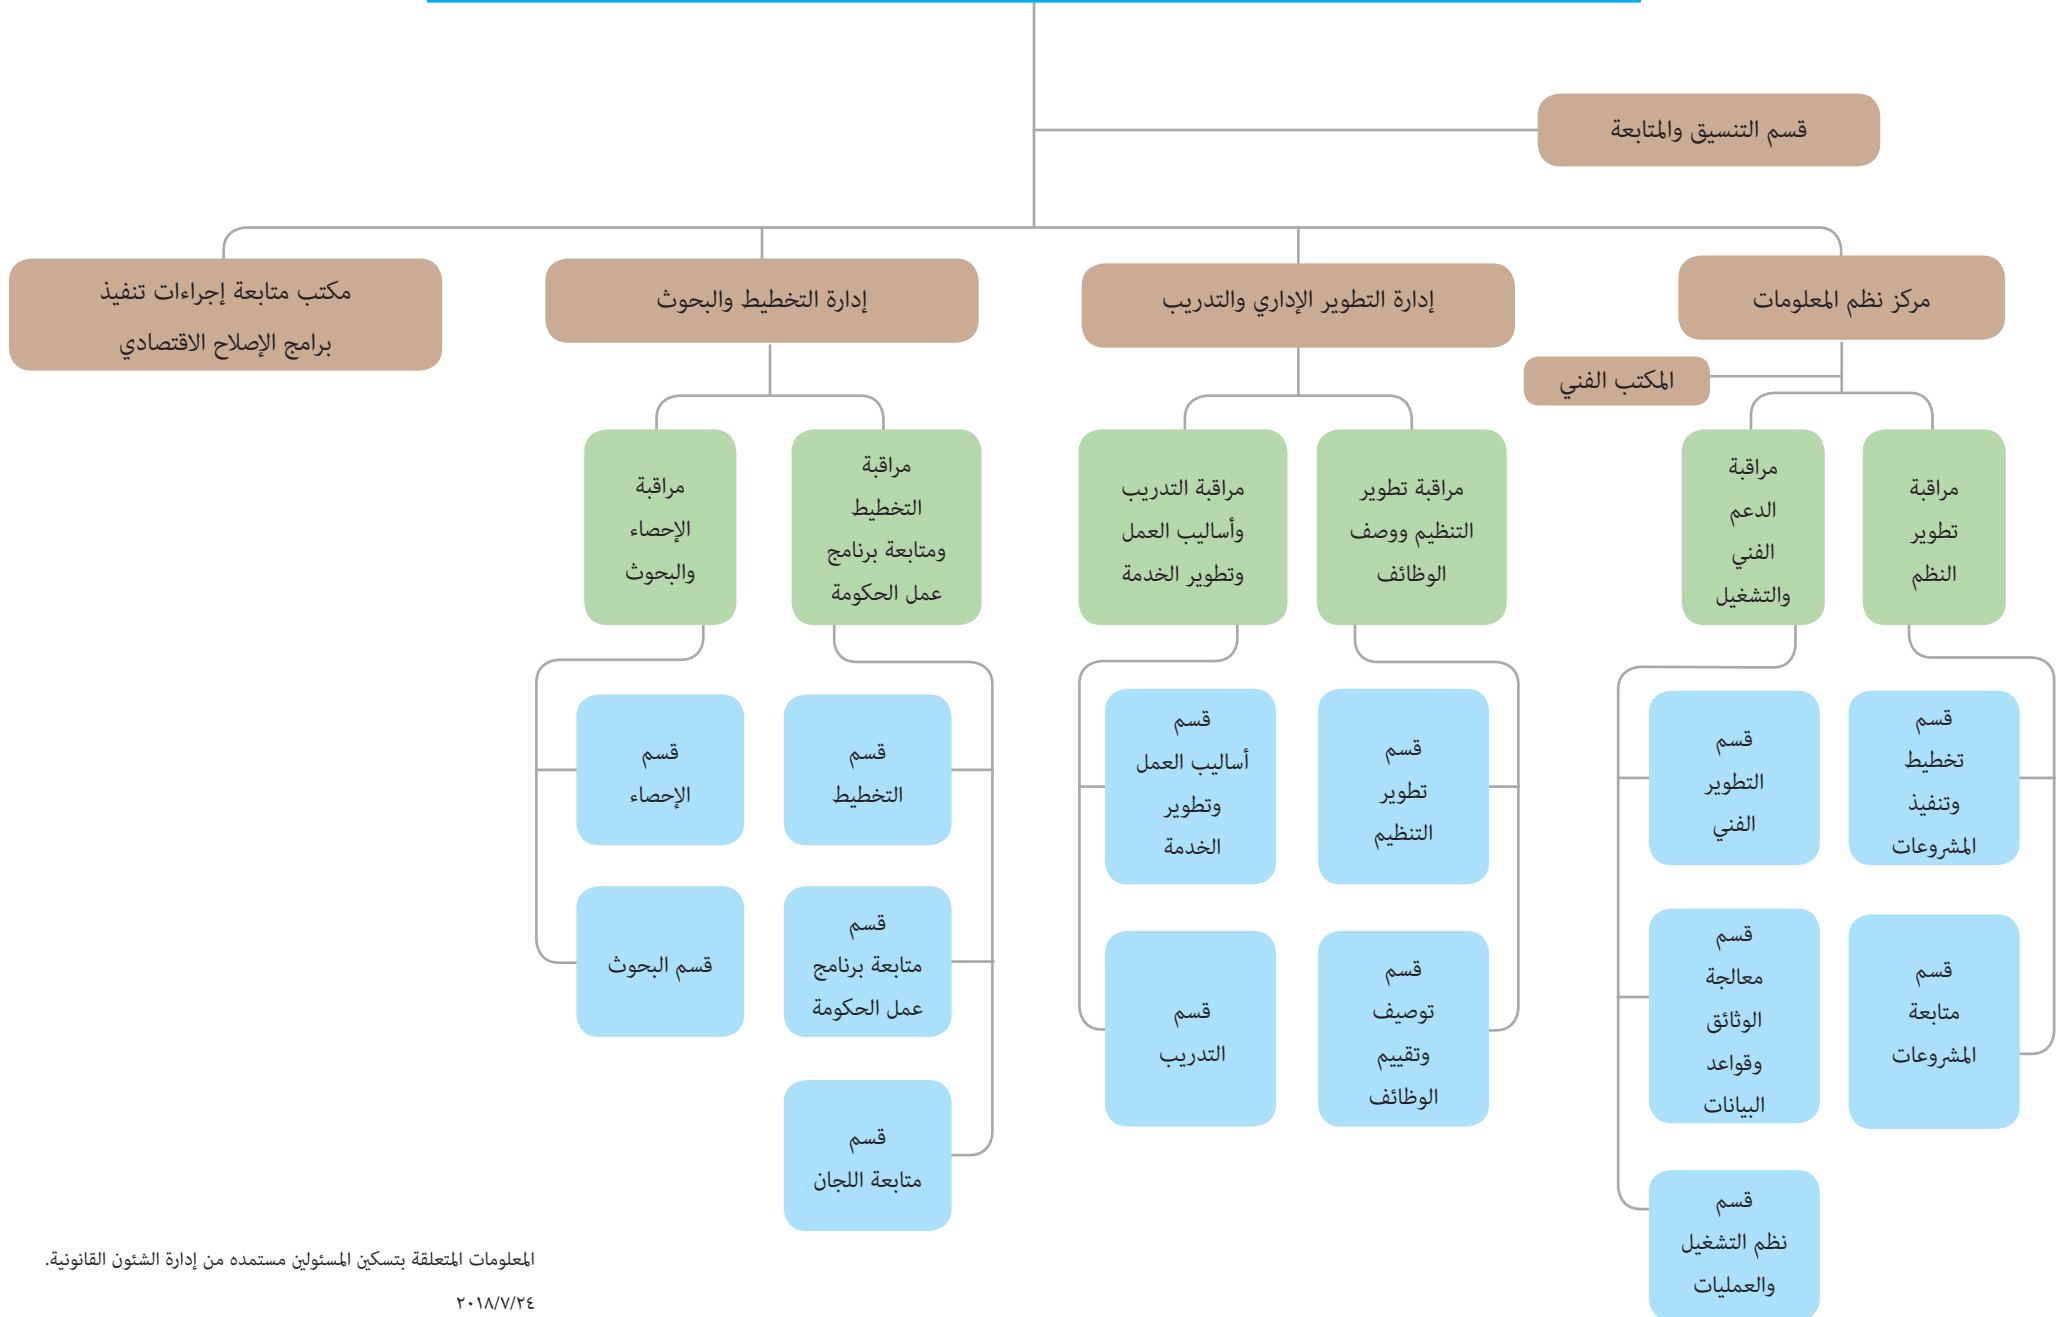 قسم التنسيق والمتابعة
مركز نظم المعلومات
إدارة التطوير الإداري والتدريب
إدارة التخطيط والبحوث
مكتب متابعة إجراءات تنفيذ
برامج الإصلاح الاقتصادي
المكتب الفني
مراقبة
تطوير
النظم
مراقبة
الدعم
الفني
والتشغيل
مراقبة تطوير
التنظيم ووصف
الوظائف
مراقبة التدريب
وأساليب العمل
وتطوير الخدمة
مراقبة
التخطيط
ومتابعة برنامج
عمل الحكومة
مراقبة
الإحصاء
والبحوث
قسم
تخطيط
وتنفيذ
المشروعات
قسم
التطوير
الفني
قسم
تطوير
التنظيم
قسم
أساليب العمل
وتطوير
الخدمة
قسم
التخطيط
قسم
الإحصاء
قسم
متابعة
المشروعات
قسم
معالجة
الوثائق
وقواعد
البيانات
قسم
توصيف
وتقييم
الوظائف
قسم
التدريب
قسم
متابعة برنامج
عمل الحكومة
قسم البحوث
قسم
متابعة اللجان
قسم
نظم التشغيل
والعمليات
المعلومات المتعلقة بتسكين المسئولين مستمده من إدارة الشئون القانونية.
٢٠١٨/٧/٢٤